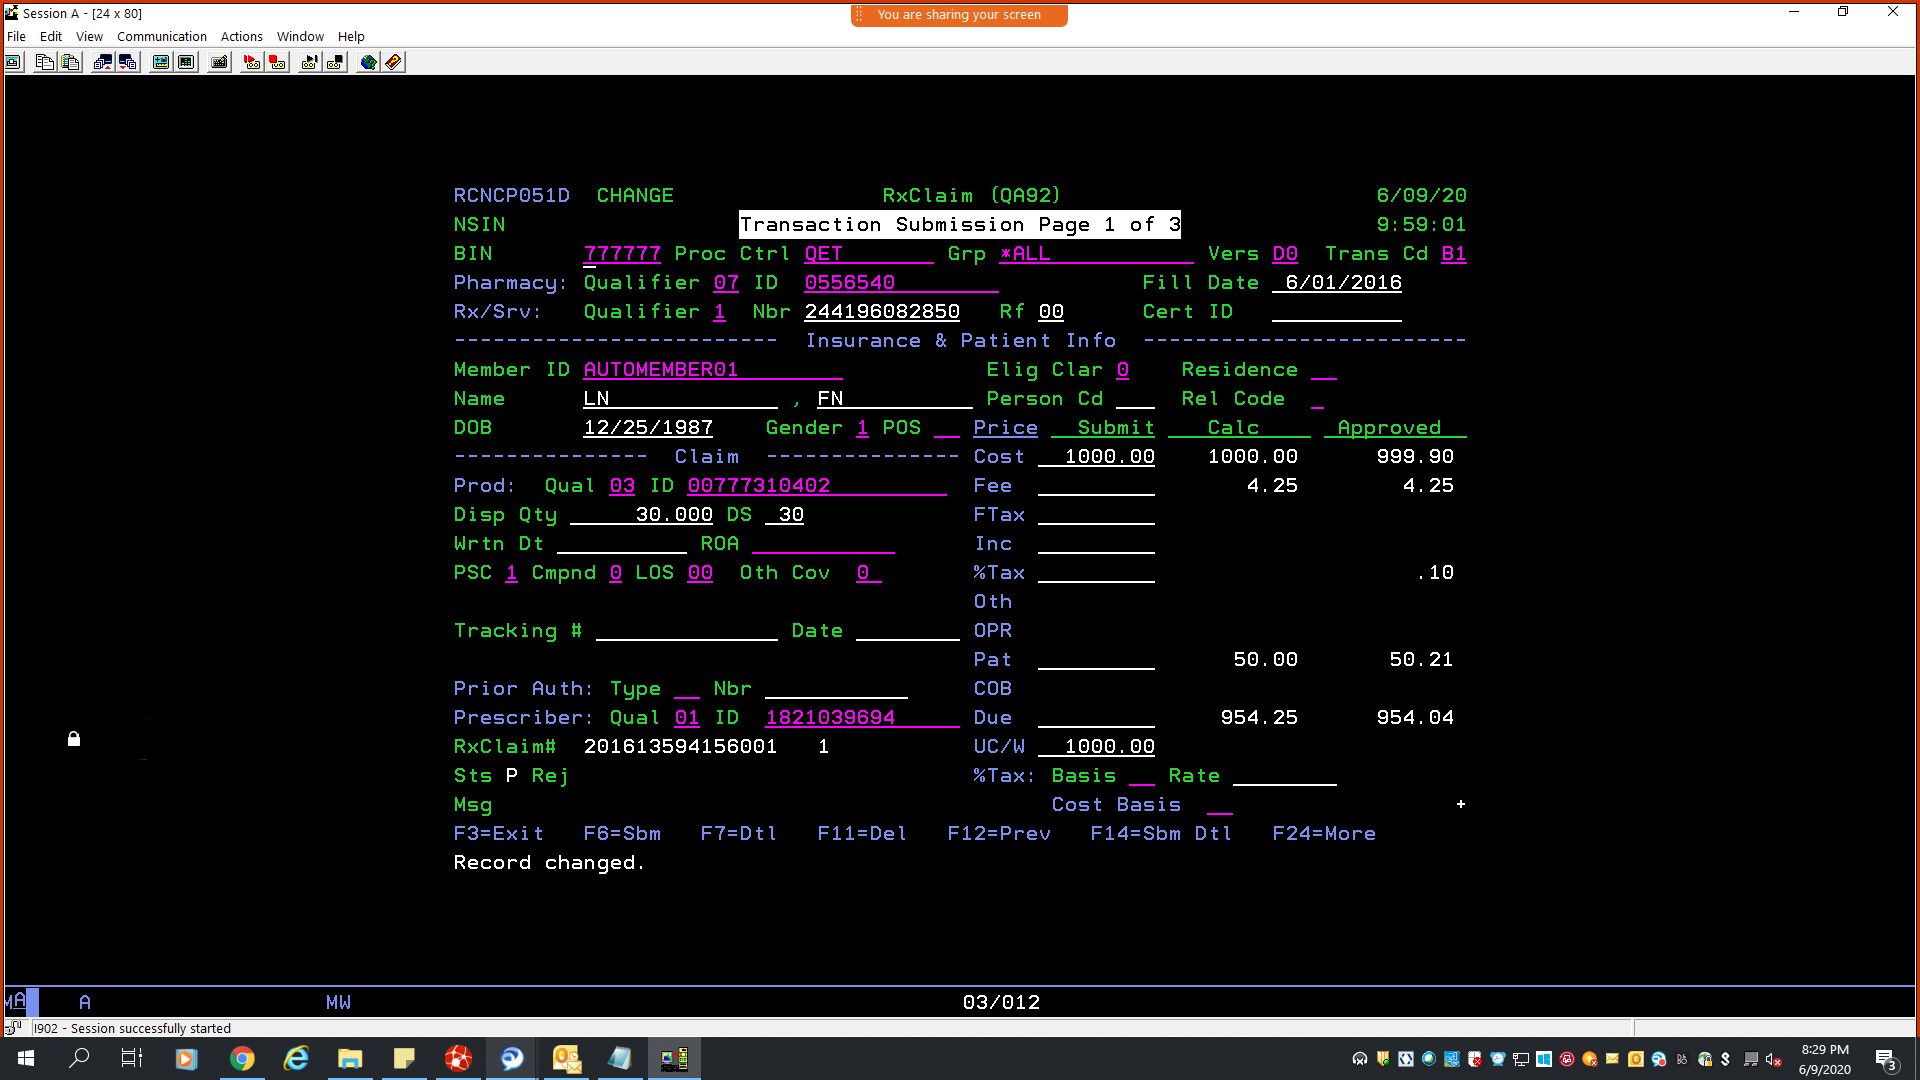 Session A - [24 x 80]
You are sharing your screen
File Edit View Communication Actions Window Help
RCNCP051D CHANGE RxClaim (QA92) 6/09/20
NSIN Transaction Submission Page 1 of 3 9:59:01
BIN 777777 Proc Ctrl QET Grp *ALL Vers D0 Trans Cd B1
Pharmacy: Qualifier 07 ID 0556540 Fill Date 6/01/2016
Rx/Srv: Qualifier 1 Nbr 244196082850 Rf 00 Cert ID
------------------------- Insurance & Patient Info -------------------------
Member ID AUTOMEMBER01 Elig Clar 0 Residence
Name LN , FN Person Cd Rel Code
DOB 12/25/1987 Gender 1 POS Price Submit Calc Approved
--------------- Claim --------------- Cost 1000.00 1000.00 999.90
Prod: Qual 03 ID 00777310402 Fee 4.25 4.25
Disp Qty 30.000 DS 30 FTax
Wrtn Dt ROA Inc
PSC 1 Cmpnd 0 LOS 00 Oth Cov 0 %Tax .10
Oth
Tracking # Date OPR
Pat 50.00 50.21
Prior Auth: Type Nbr COB
Prescriber: Qual 01 ID 1821039694 Due 954.25 954.04
RxClaim# 201613594156001 1 UC/W 1000.00
Sts P Rej %Tax: Basis Rate
Msg Cost Basis +
F3=Exit F6=Sbm F7=Dtl F11=Del F12=Prev F14=Sbm Dtl F24=More
Record changed.
MA A MW 03/012
I902 - Session successfully started
8:29 PM
6/9/2020
3